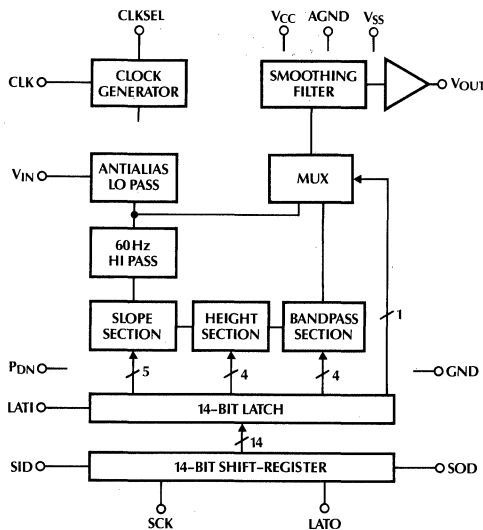 CLKSEL
VCC
AGND
VSS
CLK
CLOCK
GENERATOR
SMOOTHING
FILTER
VOUT
VIN
ANTIALIAS
LO PASS
MUX
60Hz
HI PASS
SLOPE
SECTION
HEIGHT
SECTION
BANDPASS
SECTION
1
PDN
5
4
4
GND
LATI
14-BIT LATCH
14
SID
14-BIT SHIFT-REGISTER
SOD
SCK
LATO